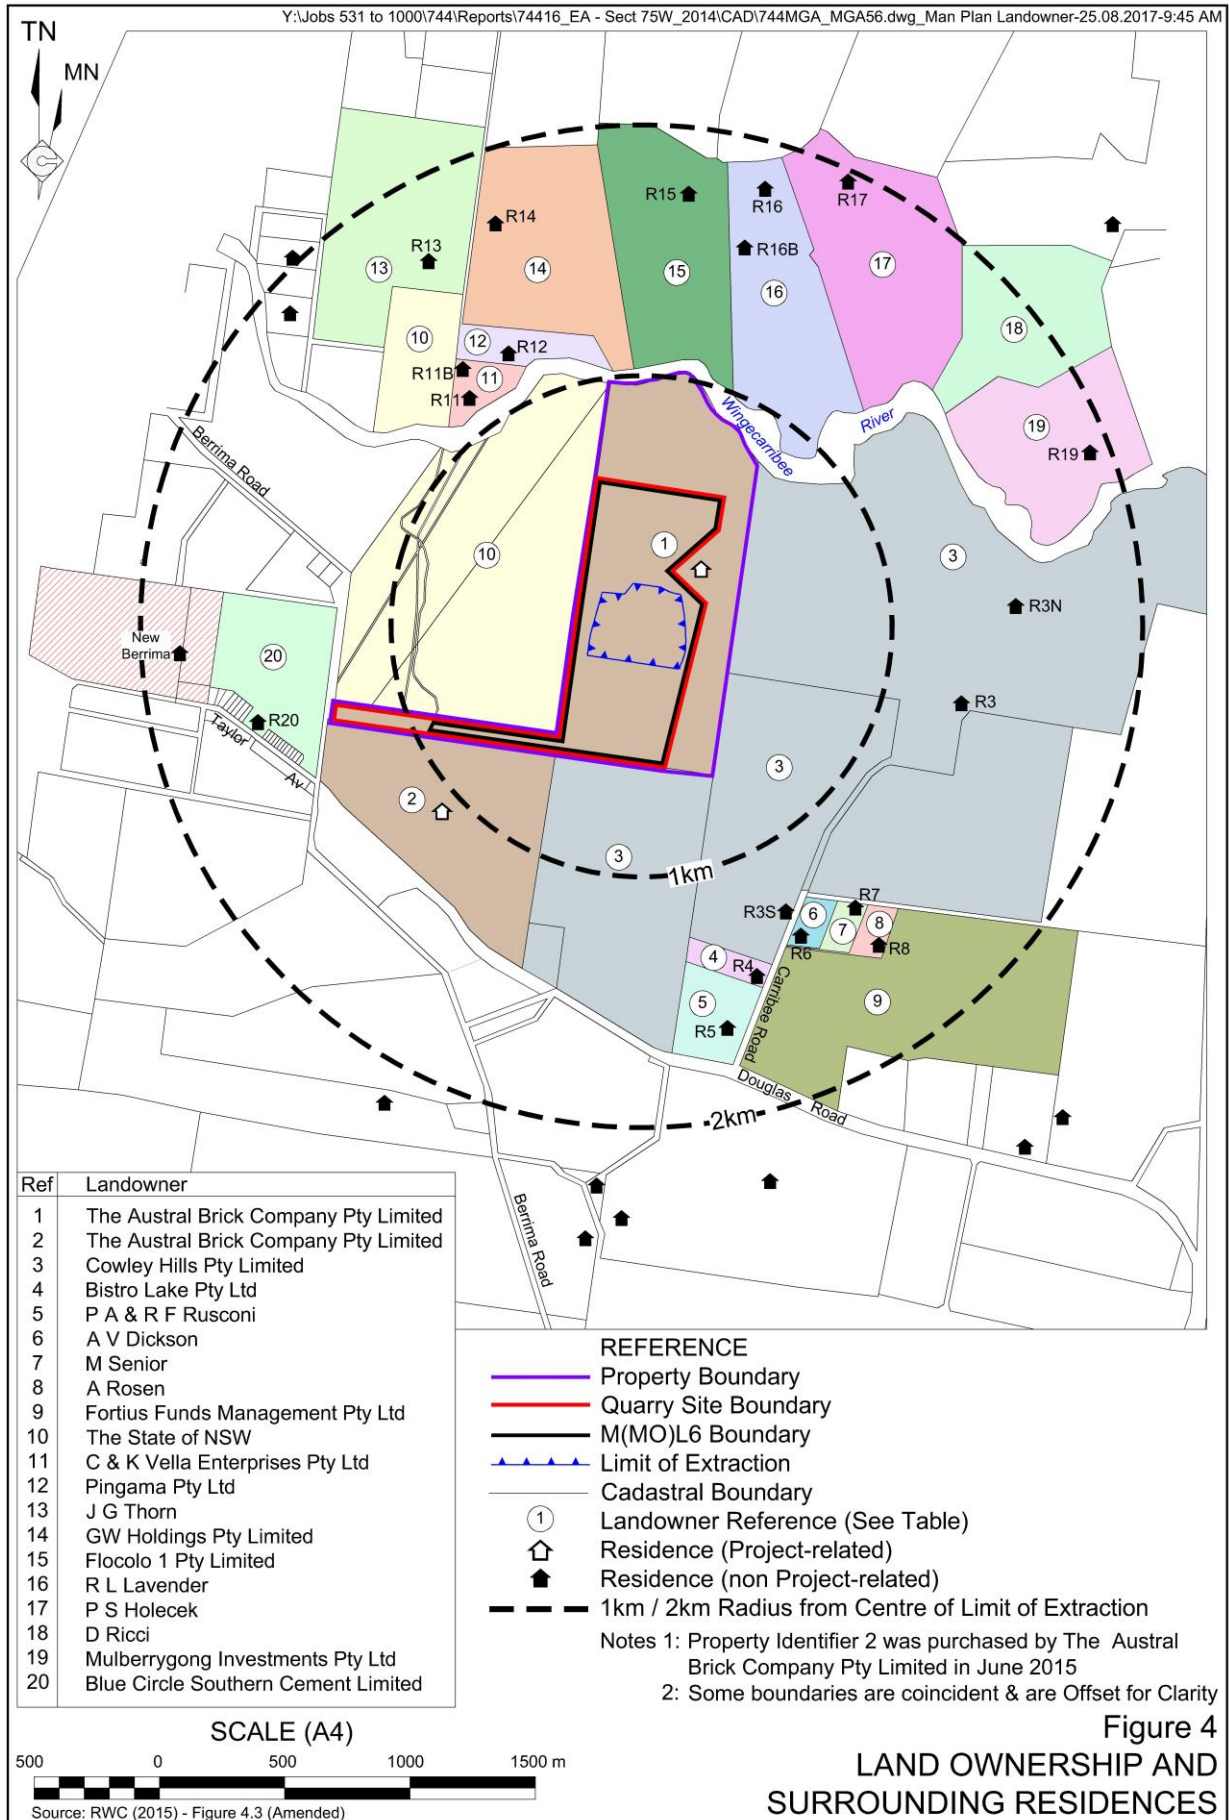 Y:\Jobs 531 to 1000\744\Reports\74416_EA - Sect 75W_2014\CAD\744MGA_MGA56.dwg_Man Plan Landowner-25.08.2017-9:45 AM
TN
MN
R15
R16
R17
R14
R13
R16B
13
14
15
16
17
10
12
R12
18
R11B
11
R11
Wingecarribee
River
19
R19
Berrima Road
1
10
3
R3N
New
Berrima
20
R20
R3
Taylor
Av
2
3
3
1km
R3S
6
R7
7
8
R6
R8
4
R4
5
R5
Carribee Road
9
Douglas
Road
2km
Berrima Road
Ref Landowner
1 The Austral Brick Company Pty Limited
2 The Austral Brick Company Pty Limited
3 Cowley Hills Pty Limited
4 Bistro Lake Pty Ltd
5 P A & R F Rusconi
6 A V Dickson
7 M Senior
8 A Rosen
9 Fortius Funds Management Pty Ltd
10 The State of NSW
11 C & K Vella Enterprises Pty Ltd
12 Pingama Pty Ltd
13 J G Thorn
14 GW Holdings Pty Limited
15 Flocolo 1 Pty Limited
16 R L Lavender
17 P S Holecek
18 D Ricci
19 Mulberrygong Investments Pty Ltd
20 Blue Circle Southern Cement Limited
REFERENCE
Property Boundary
Quarry Site Boundary
M(MO)L6 Boundary
Limit of Extraction
Cadastral Boundary
1 Landowner Reference (See Table)
Residence (Project-related)
Residence (non Project-related)
1km / 2km Radius from Centre of Limit of Extraction
Notes 1: Property Identifier 2 was purchased by The Austral
Brick Company Pty Limited in June 2015
2: Some boundaries are coincident & are Offset for Clarity
SCALE (A4)
500 0 500 1000 1500 m
Source: RWC (2015) - Figure 4.3 (Amended)
Figure 4
LAND OWNERSHIP AND
SURROUNDING RESIDENCES